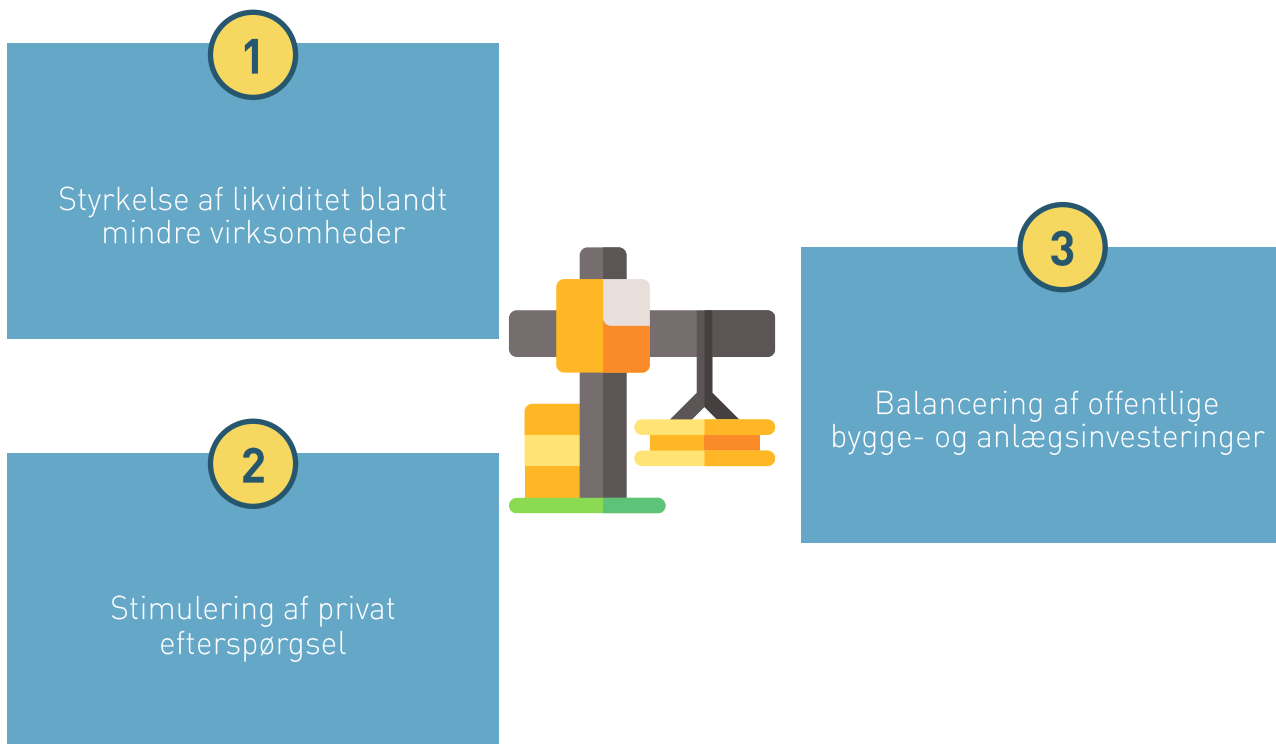 1
Styrkelse af likviditet blandt
mindre virksomheder
2
Stimulering af privat
efterspørgsel
3
Balancering af offentlige
bygge- og anlægsinvesteringer